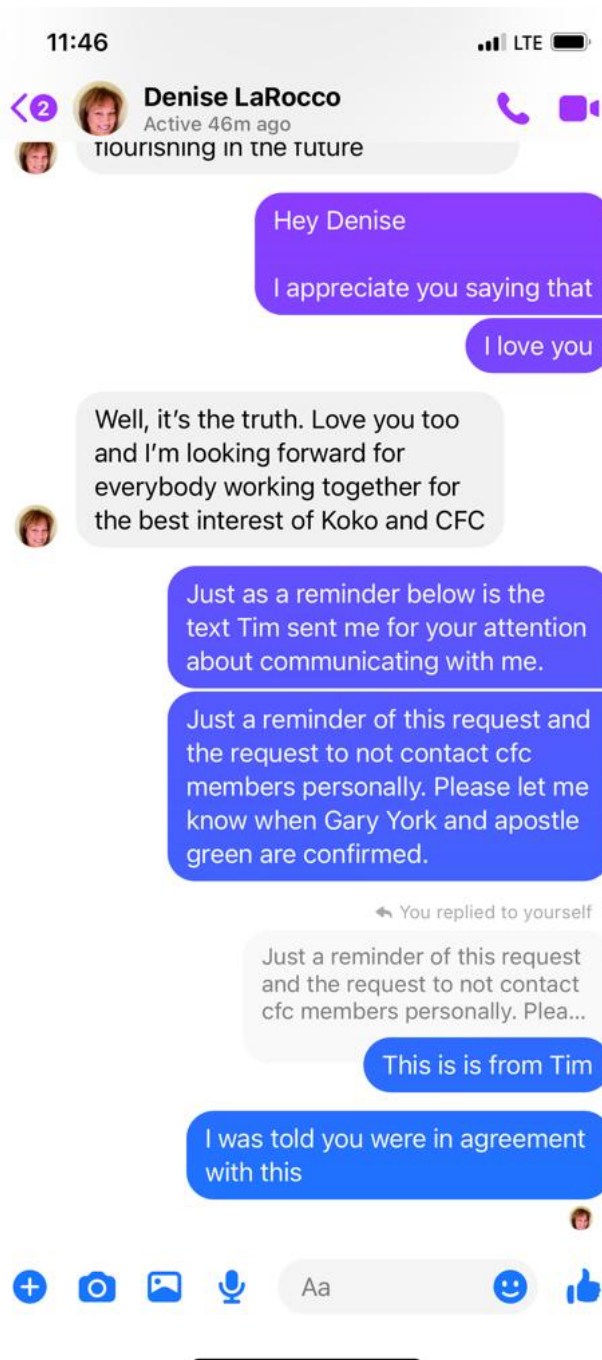 11:46
LTE
2
Denise LaRocco
Active 46m ago
flourishing in the future
Hey Denise
I appreciate you saying that
I love you
Well, it's the truth. Love you too
and I'm looking forward for
everybody working together for
the best interest of Koko and CFC
Just as a reminder below is the
text Tim sent me for your attention
about communicating with me.
Just a reminder of this request and
the request to not contact cfc
members personally. Please let me
know when Gary York and apostle
green are confirmed.
You replied to yourself
Just a reminder of this request
and the request to not contact
cfc members personally. Plea...
This is is from Tim
I was told you were in agreement
with this
Aa